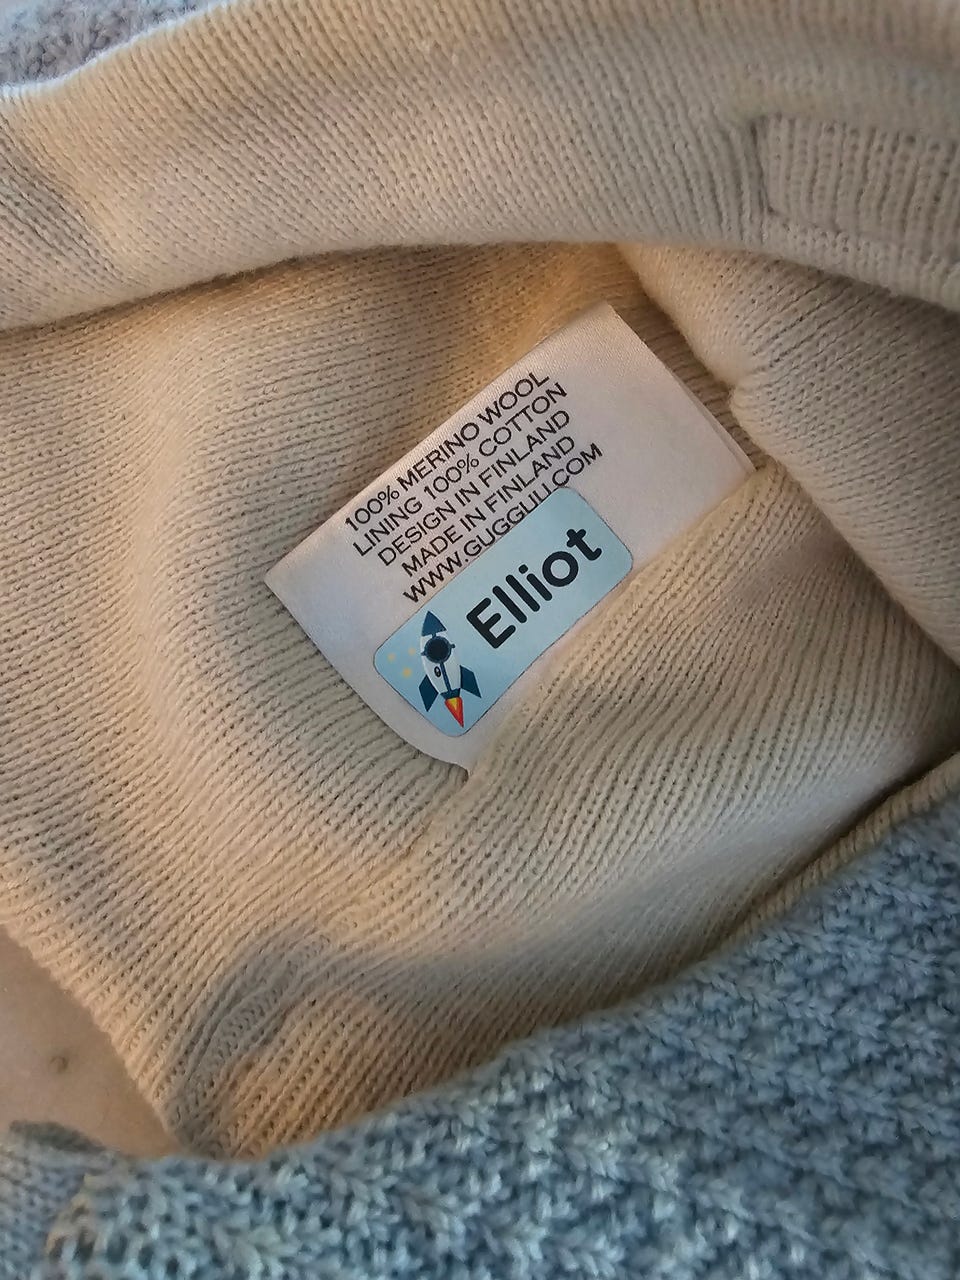 100% MERINO WOOL
LINING 100% COTTON
DESIGN IN FINLAND
MADE IN FINLAND
WWW.GUGGULI.COM
Elliot